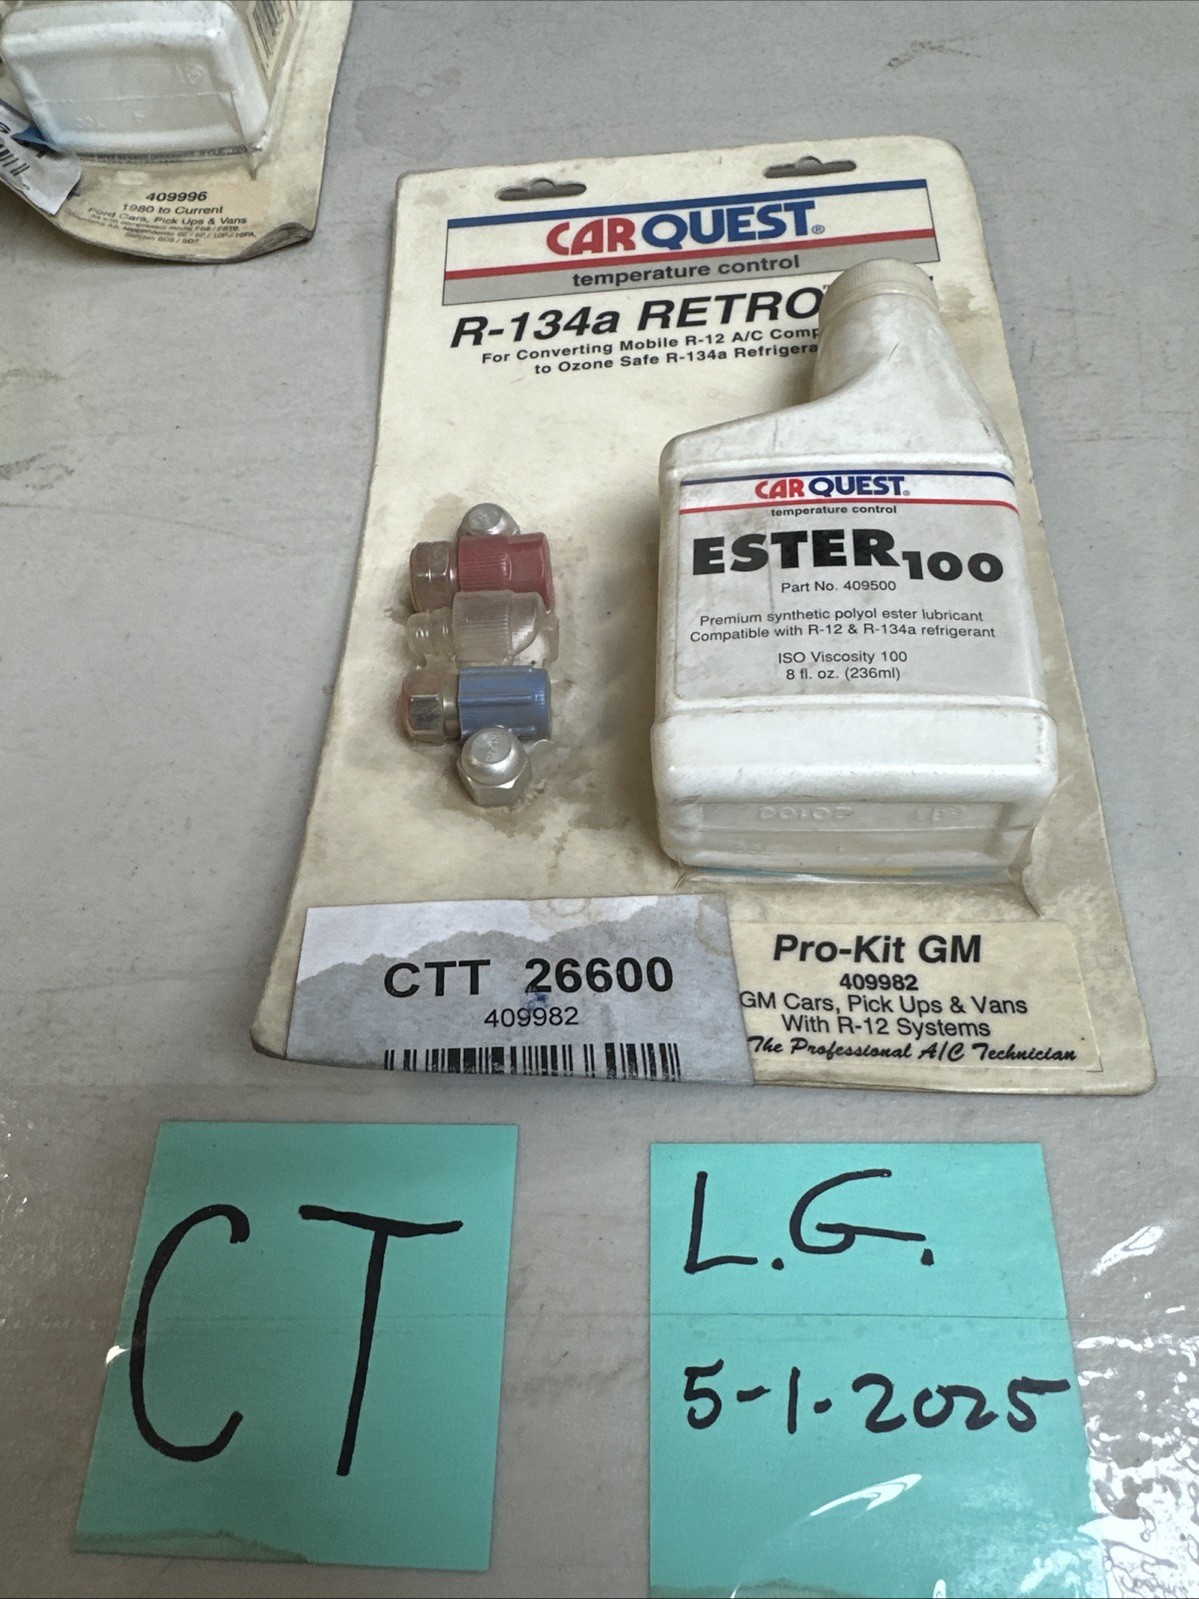 409996
1980 to Current
Ford Cars, Pick Ups & Vans
CARQUEST®
temperature control
R-134a RETRO
For Converting Mobile R-12 A/C Comp
to Ozone Safe R-134a Refrigera
CARQUEST®
temperature control
ESTER100
Part No. 409500
Premium synthetic polyol ester lubricant
Compatible with R-12 & R-134a refrigerant
ISO Viscosity 100
8 fl. oz. (236ml)
CTT 26600
409982
Pro-Kit GM
409982
GM Cars, Pick Ups & Vans
With R-12 Systems
The Professional A/C Technician
CT
L.G.
5-1-2025